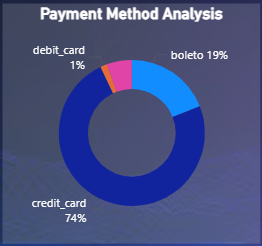 Payment Method Analysis
debit_card
1%
boleto 19%
credit_card
74%